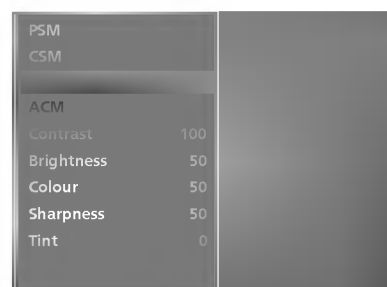 PSM
CSM
ACM
Contrast 100
Brightness 50
Colour 50
Sharpness 50
Tint 0